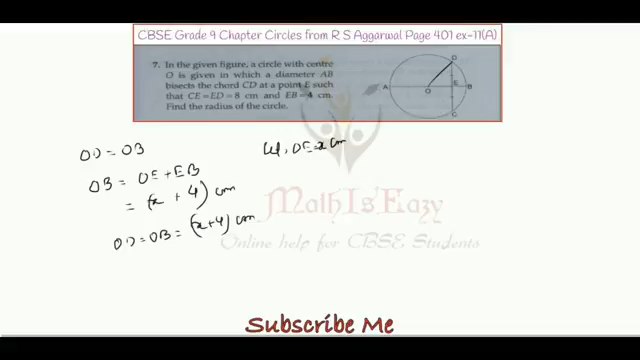 CBSE Grade 9 Chapter Circles from R S Aggarwal Page 401 ex-11(A)
7. In the given figure, a circle with centre
O is given in which a diameter AB
bisects the chord CD at a point E such
that CE=ED=8 cm and EB=4 cm.
Find the radius of the circle.
D
A
O
E
B
C
OD = OB
Let, OE=x cm
OB = OE + EB
= (x + 4) cm
OD = OB = (x+4) cm
MathIsEazy
Online help for CBSE Students
Subscribe Me